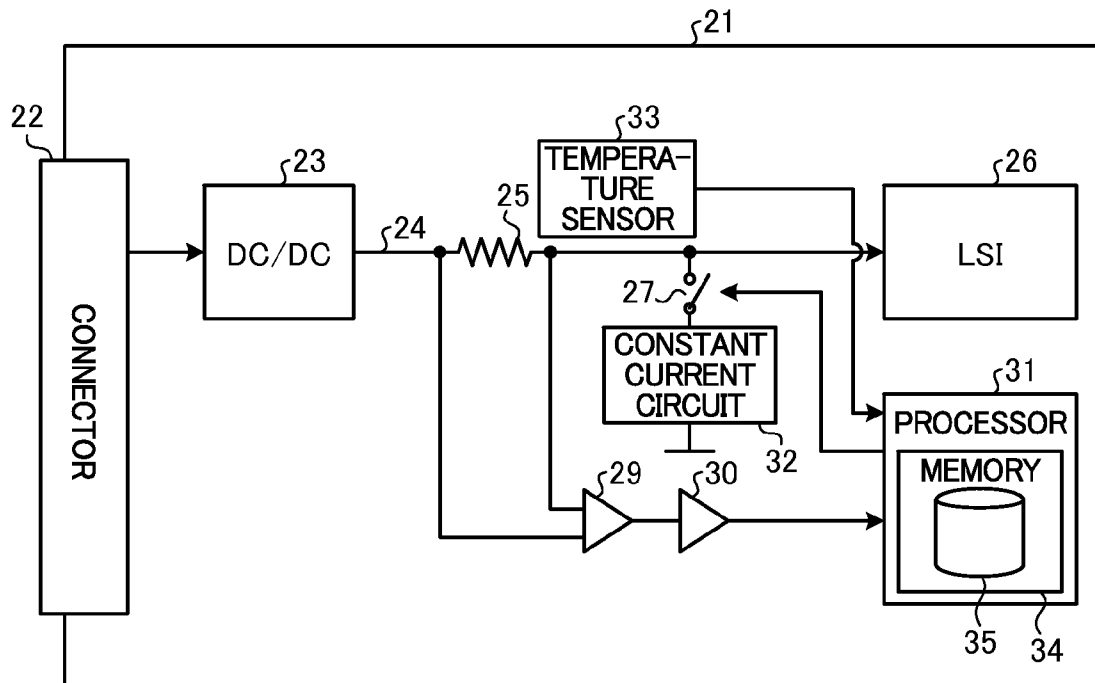 21
22
33
23
TEMPERA-
TURE
SENSOR
26
25
24
DC/DC
LSI
27
CONNECTOR
CONSTANT
CURRENT
CIRCUIT
31
PROCESSOR
32
29
30
MEMORY
35
34